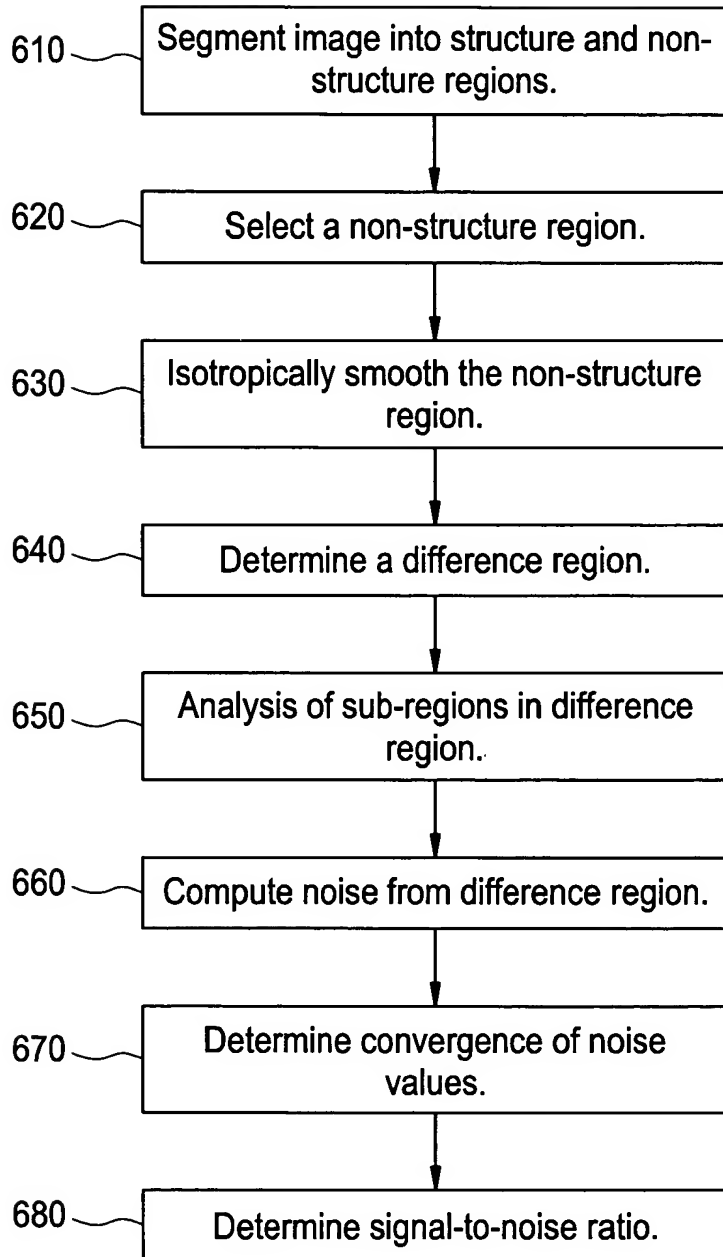 610
Segment image into structure and non-
structure regions.
620
Select a non-structure region.
630
Isotropically smooth the non-structure
region.
640
Determine a difference region.
650
Analysis of sub-regions in difference
region.
660
Compute noise from difference region.
670
Determine convergence of noise
values.
680
Determine signal-to-noise ratio.